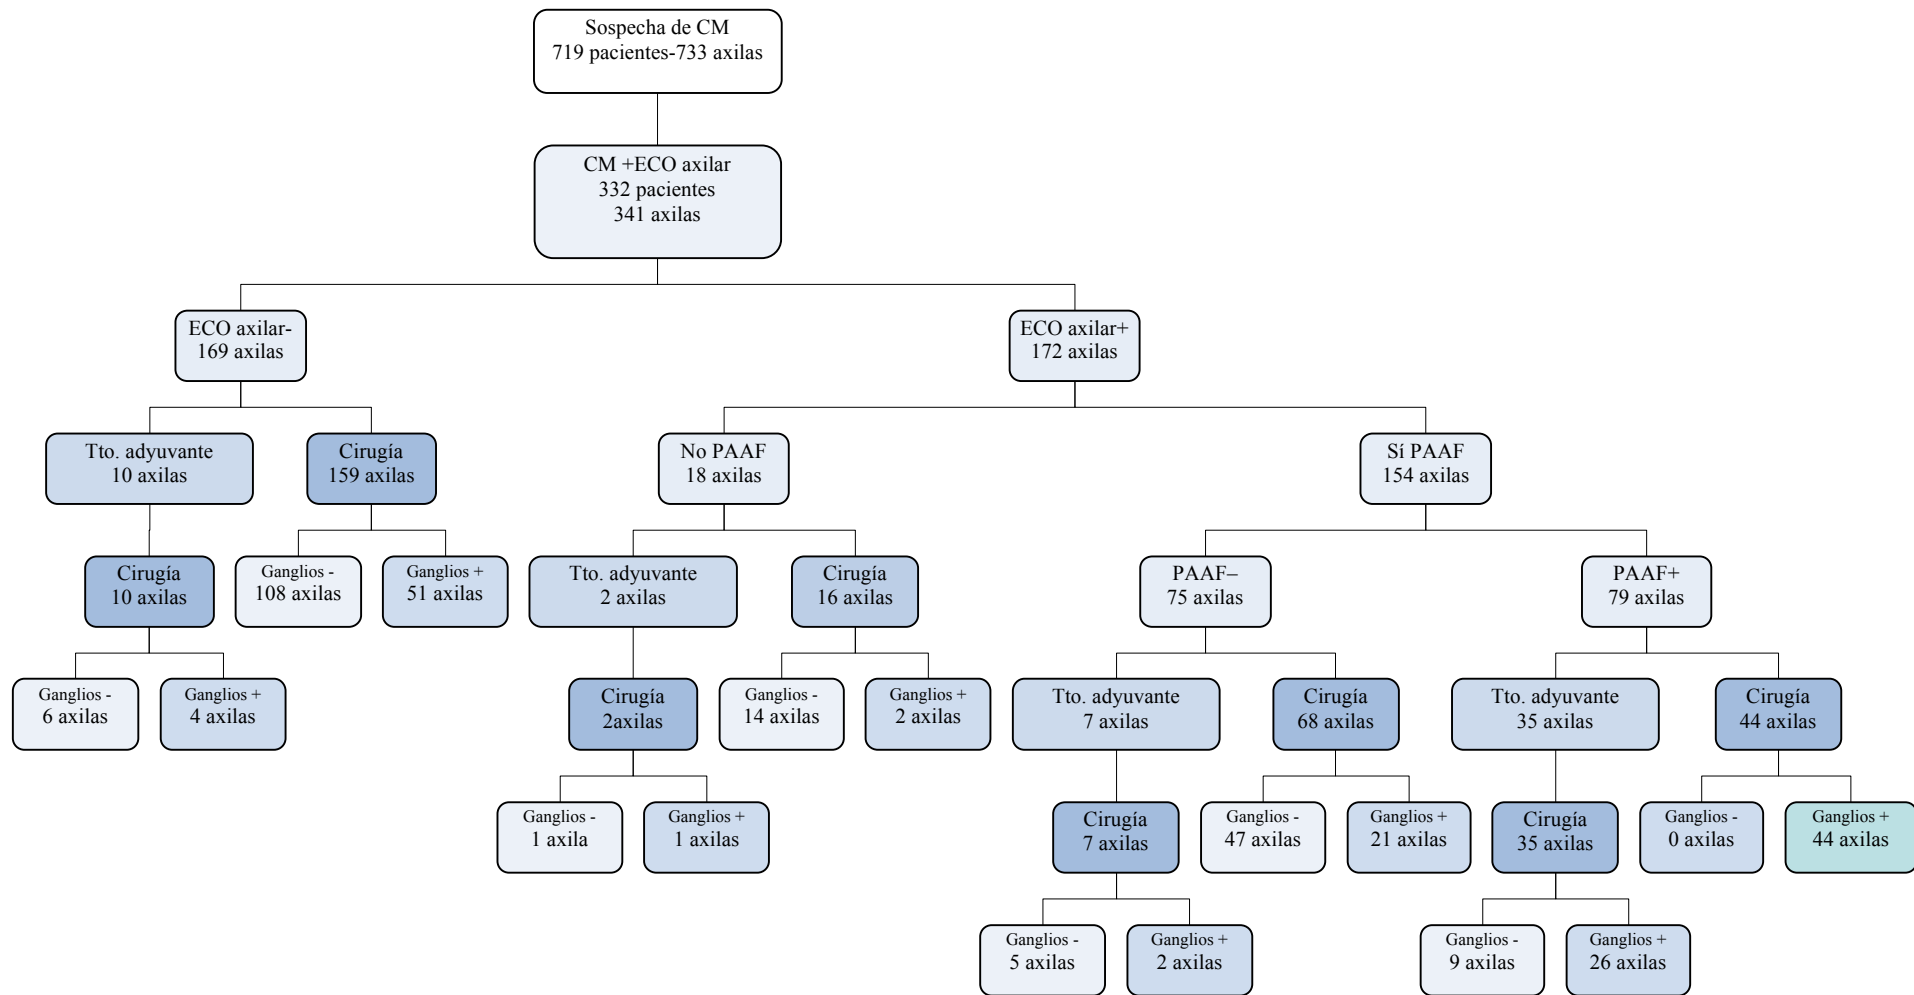 Sospecha de CM
719 pacientes-733 axilas
CM +ECO axilar
332 pacientes
341 axilas
ECO axilar-
169 axilas
ECO axilar+
172 axilas
Tto. adyuvante
10 axilas
Cirugía
159 axilas
No PAAF
18 axilas
Sí PAAF
154 axilas
Cirugía
10 axilas
Ganglios -
108 axilas
Ganglios +
51 axilas
Tto. adyuvante
2 axilas
Cirugía
16 axilas
PAAF–
75 axilas
PAAF+
79 axilas
Ganglios -
6 axilas
Ganglios +
4 axilas
Cirugía
2axilas
Ganglios -
14 axilas
Ganglios +
2 axilas
Tto. adyuvante
7 axilas
Cirugía
68 axilas
Tto. adyuvante
35 axilas
Cirugía
44 axilas
Ganglios -
1 axila
Ganglios +
1 axilas
Cirugía
7 axilas
Ganglios -
47 axilas
Ganglios +
21 axilas
Cirugía
35 axilas
Ganglios -
0 axilas
Ganglios +
44 axilas
Ganglios -
5 axilas
Ganglios +
2 axilas
Ganglios -
9 axilas
Ganglios +
26 axilas